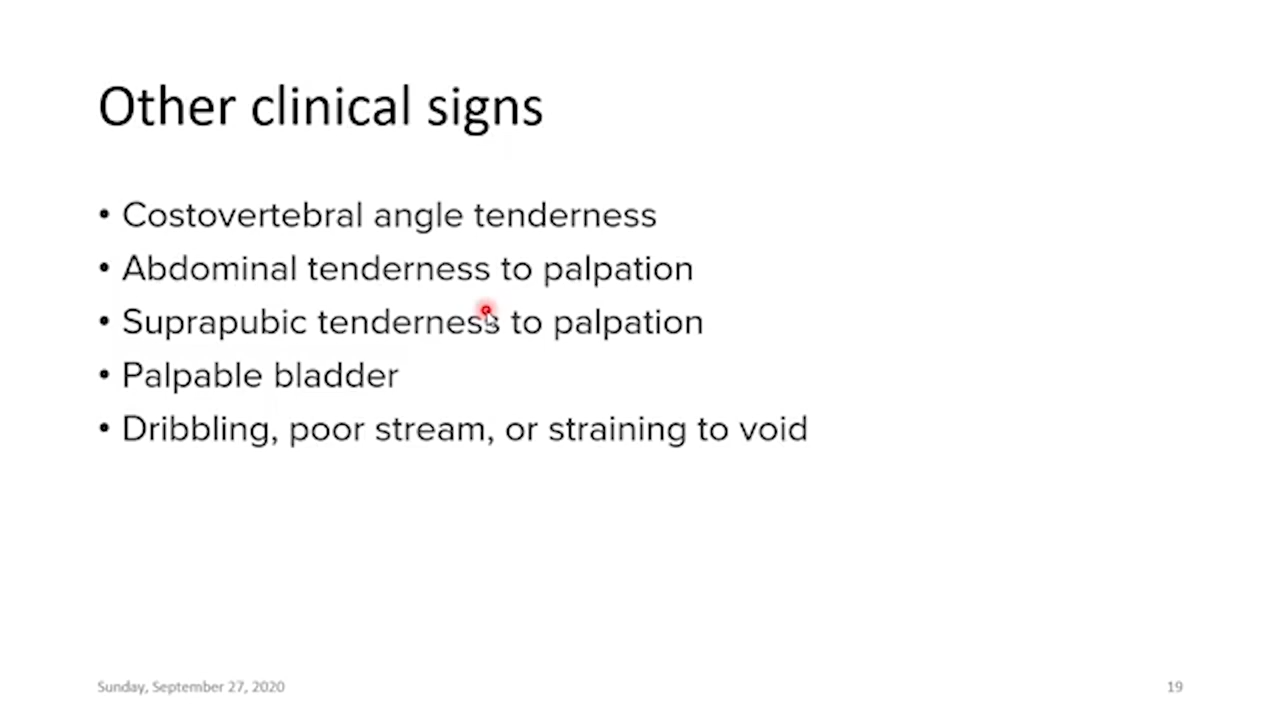 Other clinical signs
• Costovertebral angle tenderness
• Abdominal tenderness to palpation
• Suprapubic tenderness to palpation
• Palpable bladder
• Dribbling, poor stream, or straining to void
Sunday, September 27, 2020
19